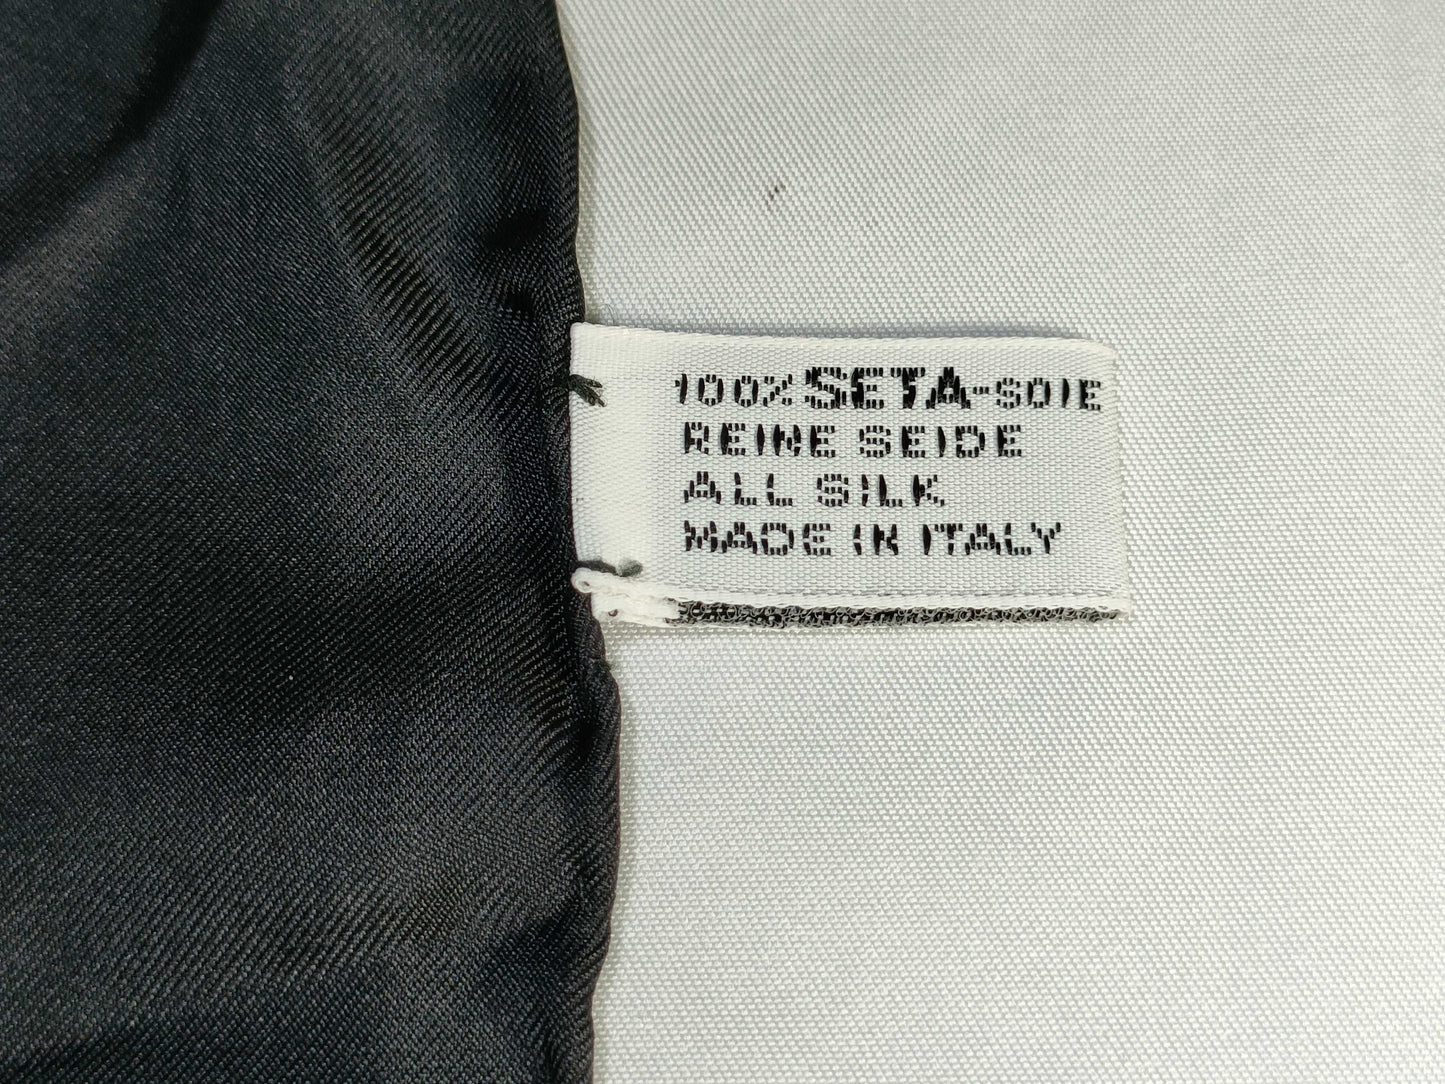 100% SETA-SOIE
REINE SEIDE
ALL SILK
MADE IN ITALY